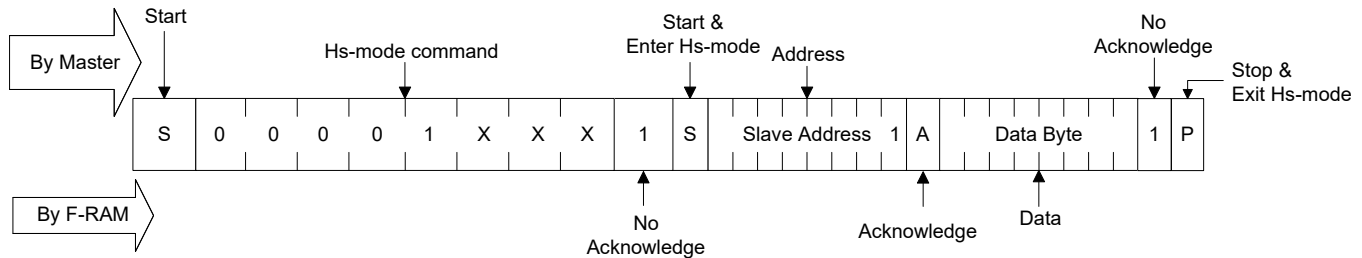 Start
Start &
Enter Hs-mode
No
Acknowledge
By Master
Hs-mode command
Address
Stop &
Exit Hs-mode
S 0 0 0 0 1 X X X 1 S Slave Address 1 A Data Byte 1 P
By F-RAM
No
Acknowledge
Acknowledge
Data